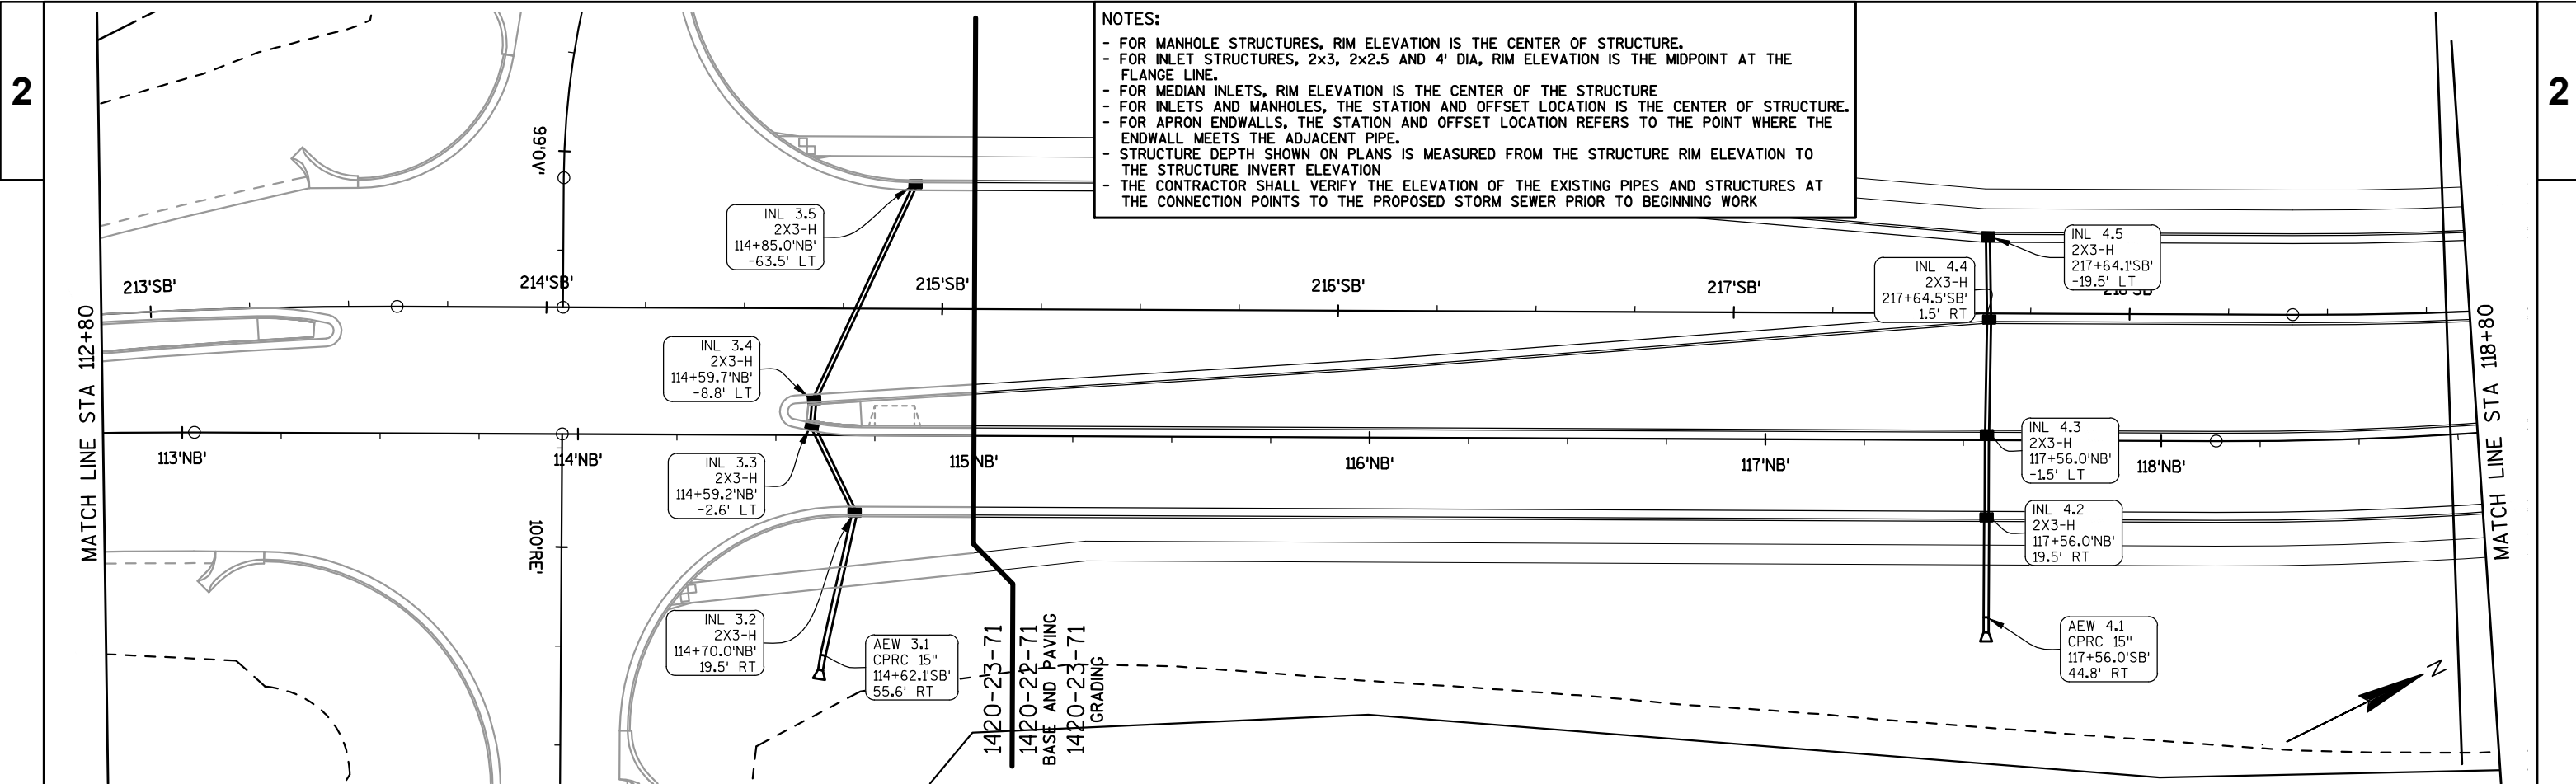 2
2
NOTES:
- FOR MANHOLE STRUCTURES, RIM ELEVATION IS THE CENTER OF STRUCTURE.
- FOR INLET STRUCTURES, 2x3, 2x2.5 AND 4' DIA, RIM ELEVATION IS THE MIDPOINT AT THE
FLANGE LINE.
- FOR MEDIAN INLETS, RIM ELEVATION IS THE CENTER OF THE STRUCTURE
- FOR INLETS AND MANHOLES, THE STATION AND OFFSET LOCATION IS THE CENTER OF STRUCTURE.
- FOR APRON ENDWALLS, THE STATION AND OFFSET LOCATION REFERS TO THE POINT WHERE THE
ENDWALL MEETS THE ADJACENT PIPE.
- STRUCTURE DEPTH SHOWN ON PLANS IS MEASURED FROM THE STRUCTURE RIM ELEVATION TO
THE STRUCTURE INVERT ELEVATION
- THE CONTRACTOR SHALL VERIFY THE ELEVATION OF THE EXISTING PIPES AND STRUCTURES AT
THE CONNECTION POINTS TO THE PROPOSED STORM SEWER PRIOR TO BEGINNING WORK
INL 3.5
2X3-H
114+85.0'NB'
-63.5' LT
INL 4.5
2X3-H
217+64.1'SB'
-19.5' LT
INL 4.4
2X3-H
217+64.5'SB'
1.5' RT
213'SB'
214'SB'
215'SB'
216'SB'
217'SB'
MATCH LINE STA 112+80
MATCH LINE STA 118+80
INL 3.4
2X3-H
114+59.7'NB'
-8.8' LT
INL 3.3
2X3-H
114+59.2'NB'
-2.6' LT
INL 4.3
2X3-H
117+56.0'NB'
-1.5' LT
113'NB'
114'NB'
115'NB'
116'NB'
117'NB'
118'NB'
INL 4.2
2X3-H
117+56.0'NB'
19.5' RT
100'RE'
INL 3.2
2X3-H
114+70.0'NB'
19.5' RT
AEW 3.1
CPRC 15"
114+62.1'SB'
55.6' RT
AEW 4.1
CPRC 15"
117+56.0'SB'
44.8' RT
1420-23-71
1420-22-71
BASE AND PAVING
1420-23-71
GRADING
N